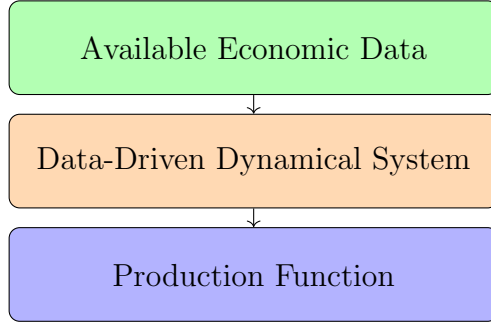 Available Economic Data
Data-Driven Dynamical System
Production Function